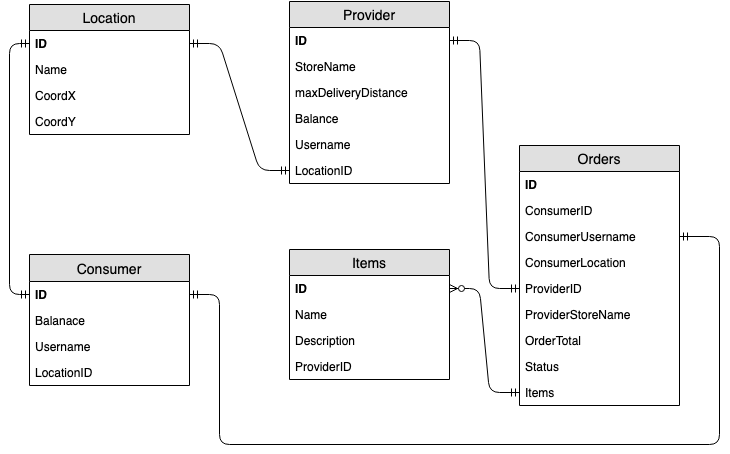 Location
ID
Name
CoordX
CoordY
Provider
ID
StoreName
maxDeliveryDistance
Balance
Username
LocationID
Orders
ID
ConsumerID
ConsumerUsername
ConsumerLocation
ProviderID
ProviderStoreName
OrderTotal
Status
Items
Consumer
ID
Balanace
Username
LocationID
Items
ID
Name
Description
ProviderID